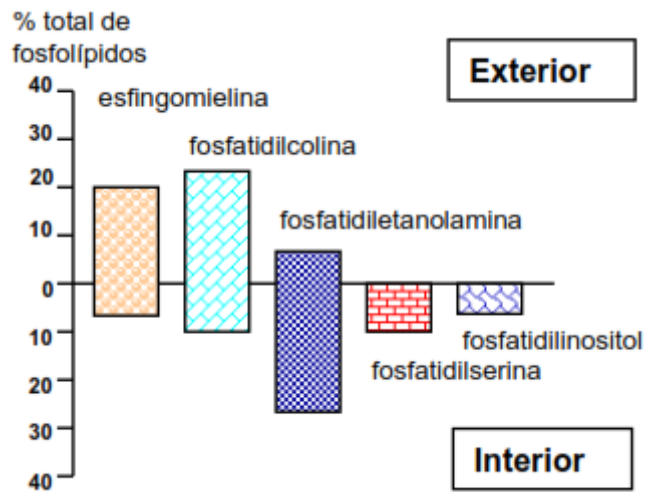 % total de
fosfolípidos
Exterior
40
esfingomielina
30
fosfatidilcolina
20
fosfatidiletanolamina
10
0
10
fosfatidilinositol
fosfatidilserina
20
30
Interior
40